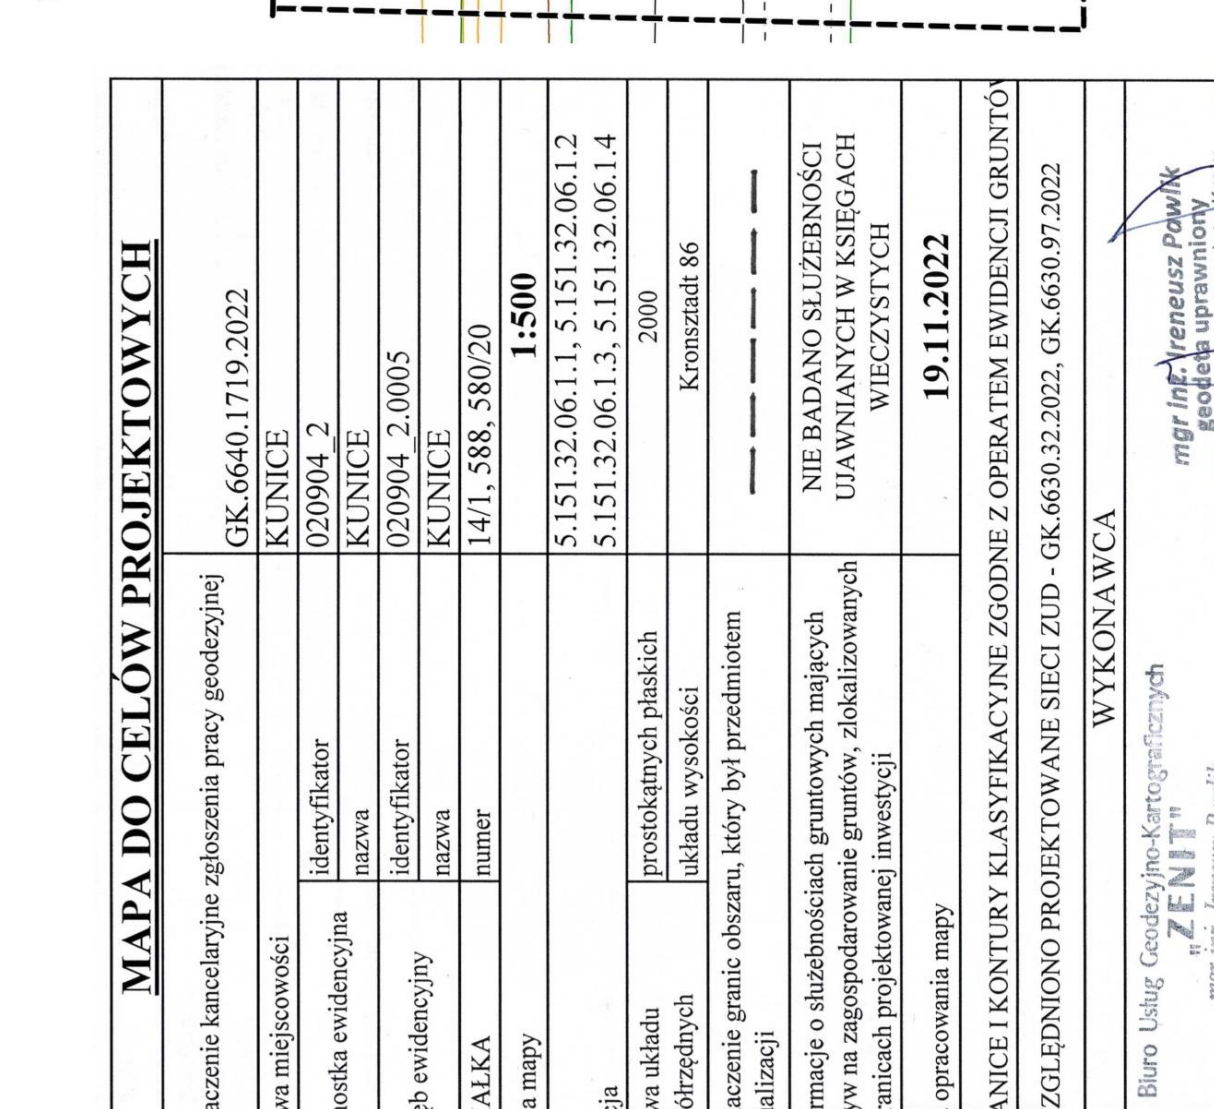 MAPA DO CELÓW PROJEKTOWYCH
aczenie kancelaryjne zgłoszenia pracy geodezyjnej
GK.6640.1719.2022
wa miejscowości
KUNICE
nostka ewidencyjna
identyfikator
020904_2
nazwa
KUNICE
ęb ewidencyjny
identyfikator
020904_2.0005
nazwa
KUNICE
AŁKA
numer
14/1, 588, 580/20
a mapy
1:500
cja
5.151.32.06.1.1, 5.151.32.06.1.2
5.151.32.06.1.3, 5.151.32.06.1.4
wa układu
ółrzędnych
prostokątnych płaskich
2000
układu wysokości
Kronsztadt 86
aczenie granic obszaru, który był przedmiotem
ualizacji
rmacje o służebnościach gruntowych mających
yw na zagospodarowanie gruntów, zlokalizowanych
ranicach projektowanej inwestycji
NIE BADANO SŁUŻEBNOŚCI
UJAWNIANYCH W KSIĘGACH
WIECZYSTYCH
opracowania mapy
19.11.2022
ANICE I KONTURY KLASYFIKACYJNE ZGODNE Z OPERATEM EWIDENCJI GRUNTÓW
ZGLĘDNIONO PROJEKTOWANE SIECI ZUD - GK.6630.32.2022, GK.6630.97.2022
WYKONAWCA
Biuro Usług Geodezyjno-Kartograficznych
"ZENIT"
mgr inż. Ireneusz Pawlik
geodeta uprawniony